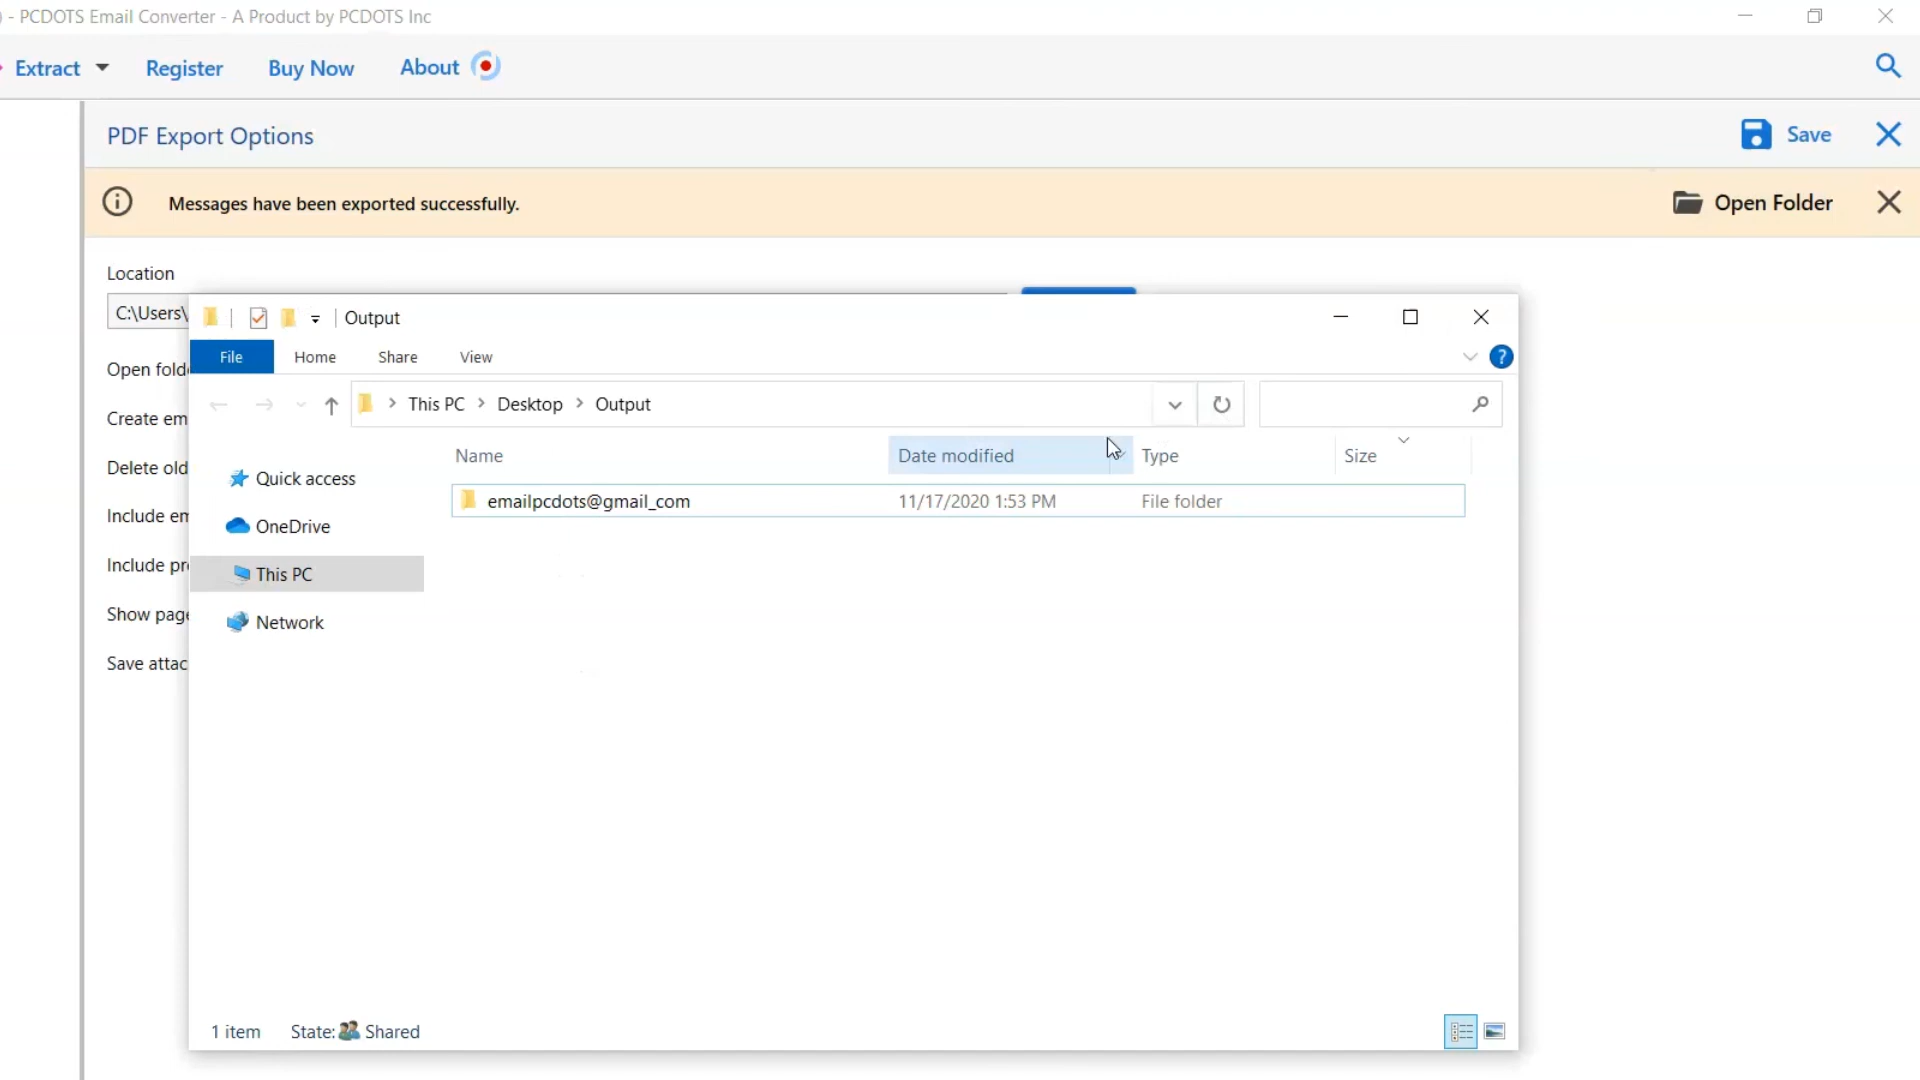 - PCDOTS Email Converter - A Product by PCDOTS Inc
Extract Register Buy Now About
PDF Export Options Save
Messages have been exported successfully. Open Folder
Location
C:\Users\
Output
File Home Share View
This PC > Desktop > Output
Name Date modified Type Size
emailpcdots@gmail_com 11/17/2020 1:53 PM File folder
Quick access
OneDrive
This PC
Network
Open folde
Create em
Delete old
Include em
Include pr
Show page
Save attac
1 item State: Shared